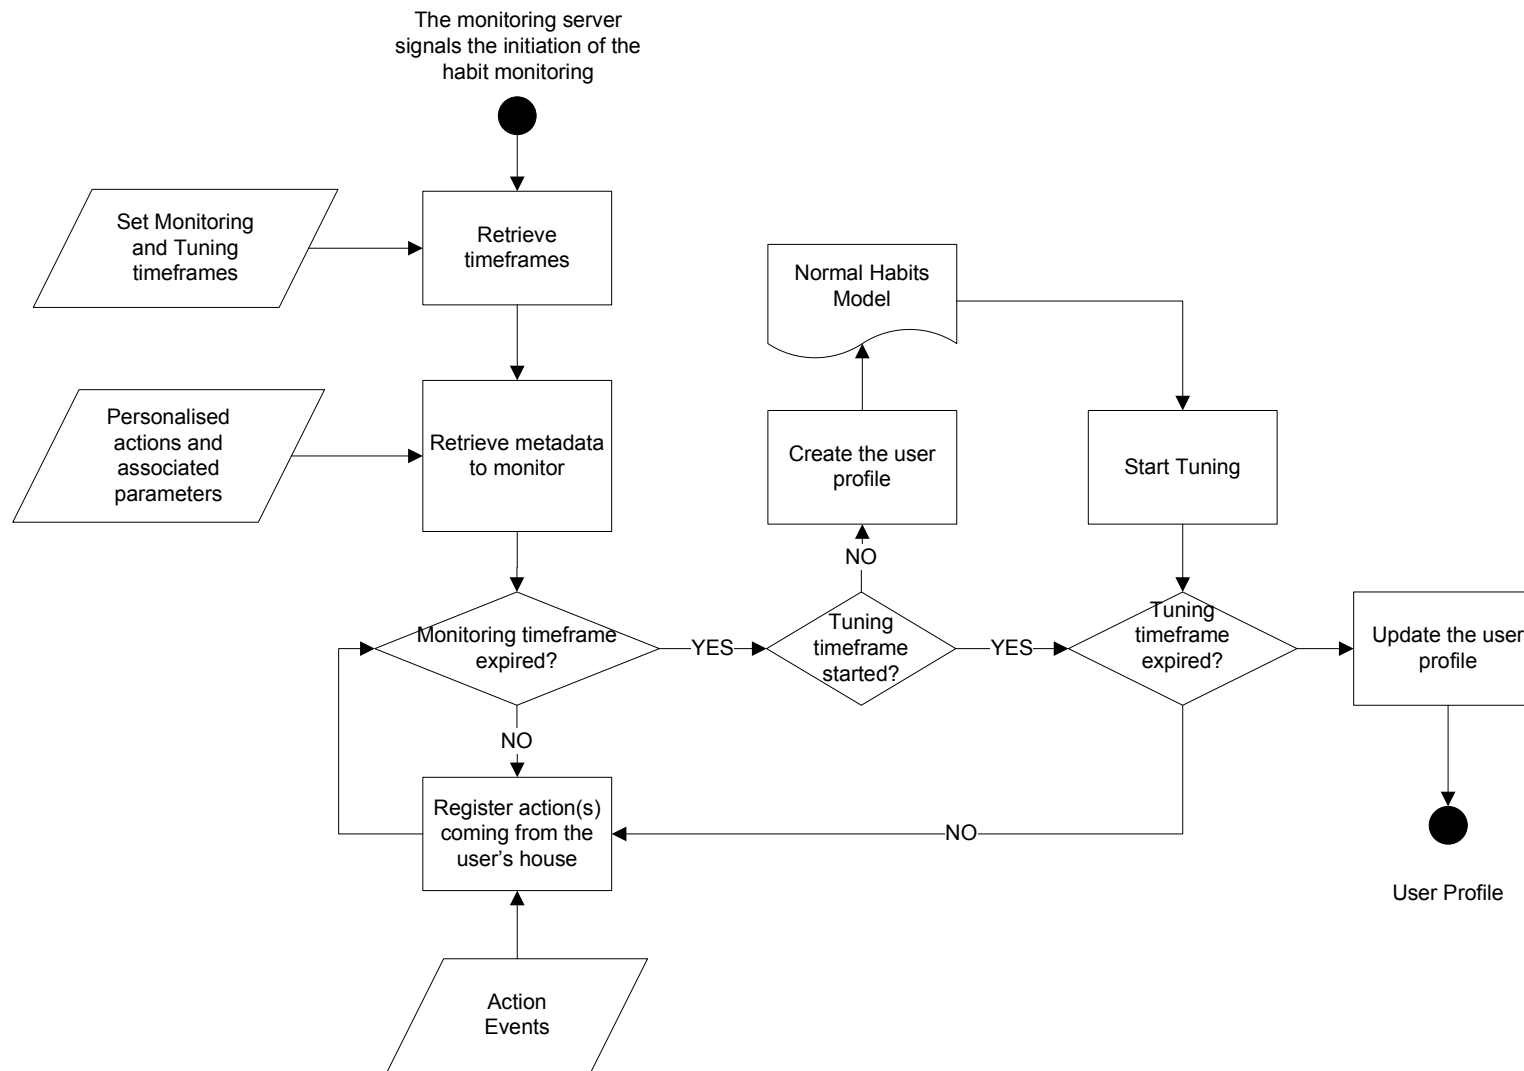 The monitoring server
signals the initiation of the
habit monitoring
Set Monitoring
and Tuning
timeframes
Retrieve
timeframes
Normal Habits
Model
Personalised
actions and
associated
parameters
Retrieve metadada
to monitor
Create the user
profile
Start Tuning
NO
Monitoring timeframe
expired?
YES
Tuning
timeframe
started?
YES
Tuning
timeframe
expired?
Update the user
profile
NO
Register action(s)
coming from the
user's house
NO
User Profile
Action
Events